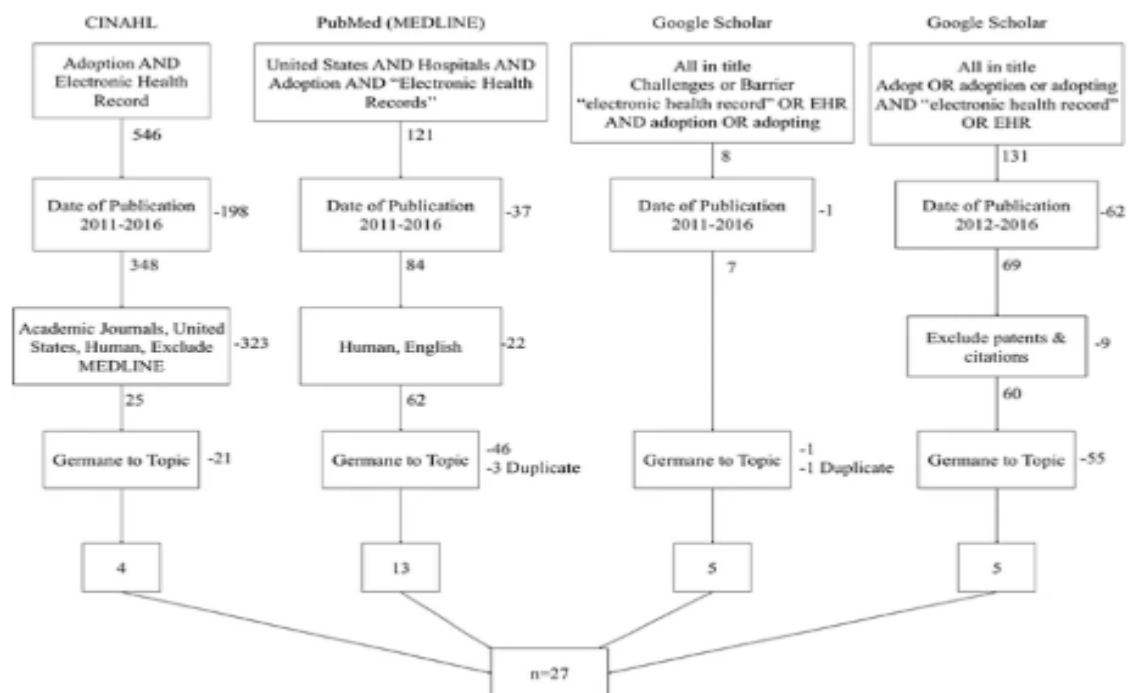 CINAHL
Adoption AND
Electronic Health
Record
546
Date of Publication
2011-2016
-198
348
Academic Journals, United
States, Human, Exclude
MEDLINE
-323
25
Germane to Topic
-21
4
PubMed (MEDLINE)
United States AND Hospitals AND
Adoption AND “Electronic Health
Records”
121
Date of Publication
2011-2016
-37
84
Human, English
-22
62
Germane to Topic
-46
-3 Duplicate
13
Google Scholar
All in title
Challenges or Barrier
“electronic health record” OR EHR
AND adoption OR adopting
8
Date of Publication
2011-2016
-1
7
Germane to Topic
-1
-1 Duplicate
5
Google Scholar
All in title
Adopt OR adoption or adopting
AND “electronic health record”
OR EHR
131
Date of Publication
2012-2016
-62
69
Exclude patents &
citations
-9
60
Germane to Topic
-55
5
n=27